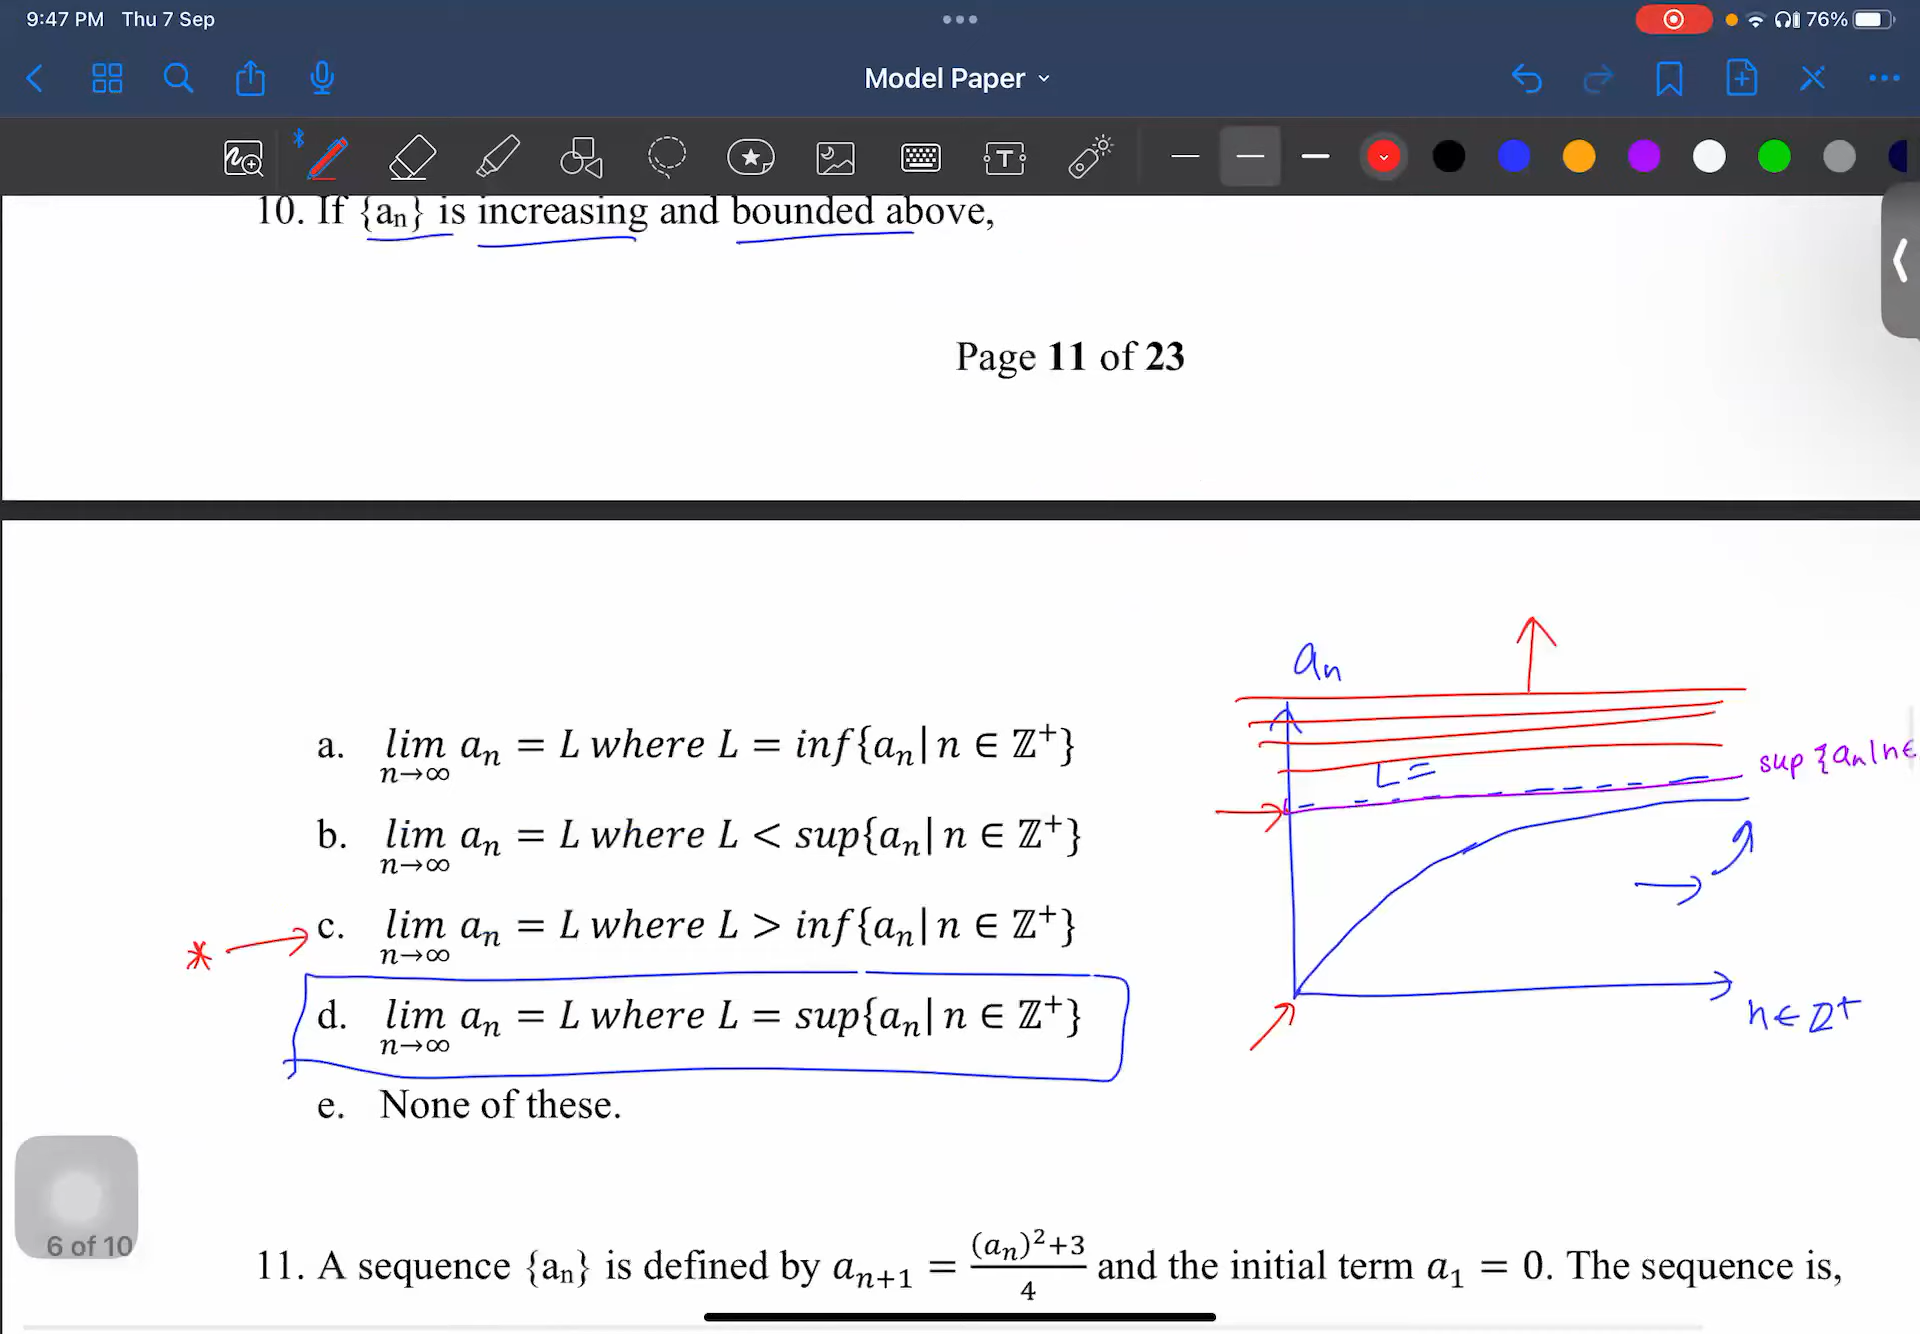 9:47 PM Thu 7 Sep
76%
Model Paper
T
10. If {aₙ} is increasing and bounded above,
Page 11 of 23
aₙ
a. lim aₙ = L where L = inf{aₙ| n ∈ ℤ⁺}
n→∞
L =
sup {aₙ|n∈
b. lim aₙ = L where L < sup{aₙ| n ∈ ℤ⁺}
n→∞
* → c. lim aₙ = L where L > inf{aₙ| n ∈ ℤ⁺}
n→∞
d. lim aₙ = L where L = sup{aₙ| n ∈ ℤ⁺}
n→∞
n ∈ ℤ⁺
e. None of these.
6 of 10
11. A sequence {aₙ} is defined by aₙ₊₁ = (aₙ)²+3 / 4 and the initial term a₁ = 0. The sequence is,